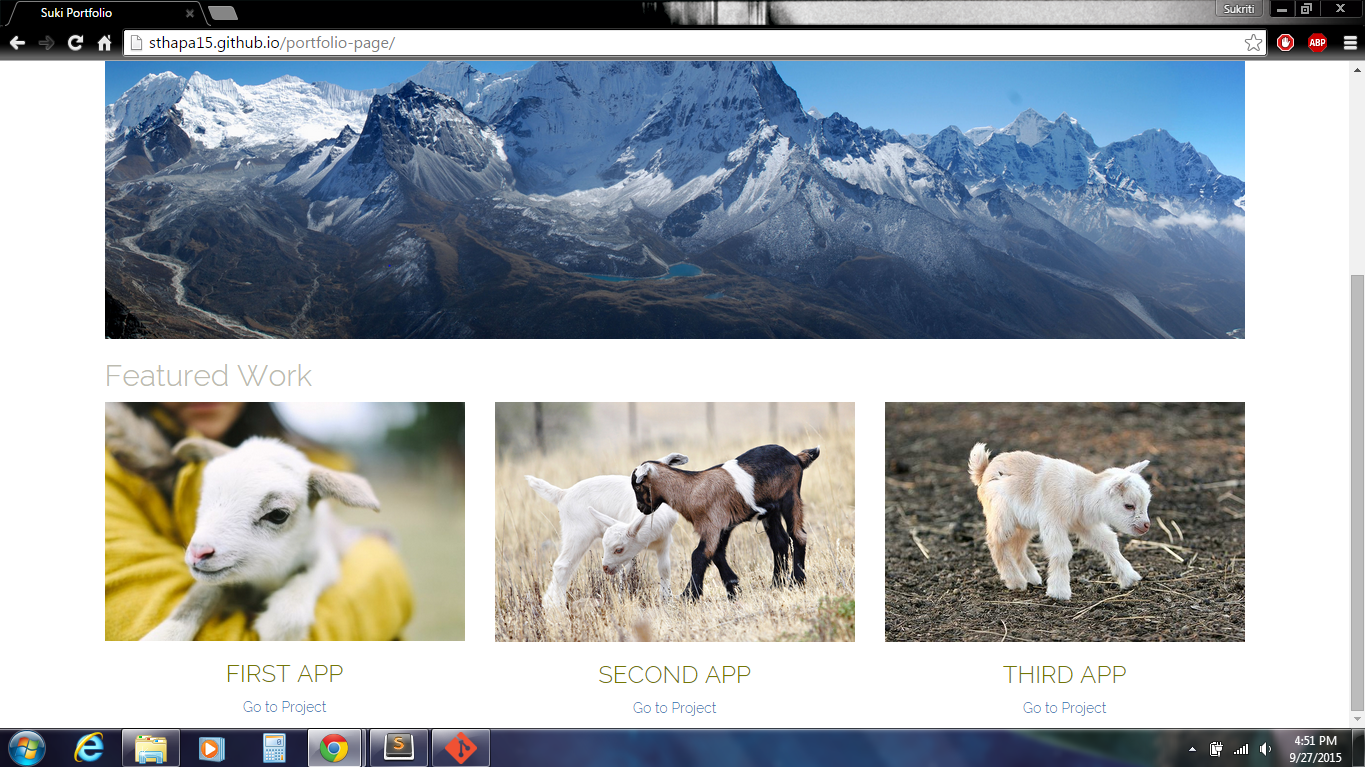 Suki Portfolio
Sukriti
sthapa15.github.io/portfolio-page/
ABP
Featured Work
FIRST APP
SECOND APP
THIRD APP
Go to Project
Go to Project
Go to Project
4:51 PM
9/27/2015